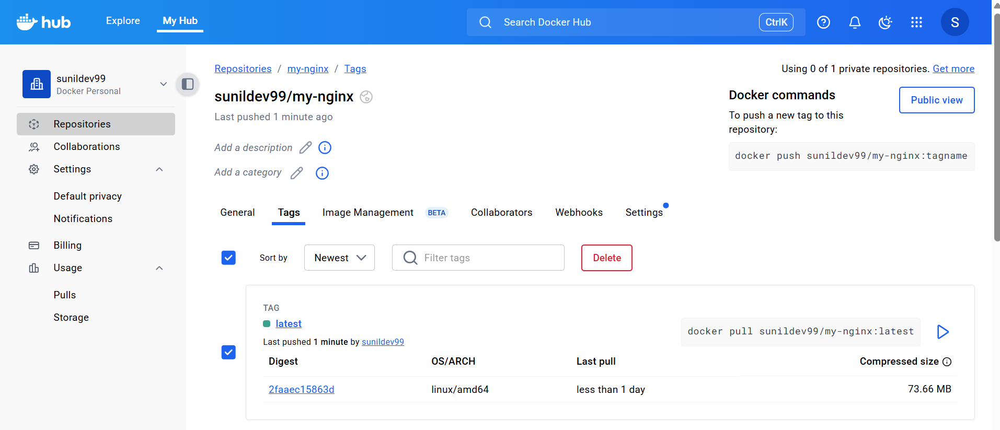 hub
Explore
My Hub
Search Docker Hub
CtrlK
S
sunildev99
Docker Personal
Repositories
Collaborations
Settings
Default privacy
Notifications
Billing
Usage
Pulls
Storage
Repositories / my-nginx / Tags
Using 0 of 1 private repositories. Get more
sunildev99/my-nginx
Last pushed 1 minute ago
Add a description
Add a category
Docker commands
Public view
To push a new tag to this
repository:
docker push sunildev99/my-nginx:tagname
General
Tags
Image Management BETA
Collaborators
Webhooks
Settings
Sort by
Newest
Filter tags
Delete
TAG
latest
Last pushed 1 minute by sunildev99
docker pull sunildev99/my-nginx:latest
Digest OS/ARCH Last pull Compressed size
2faaec15863d linux/amd64 less than 1 day 73.66 MB